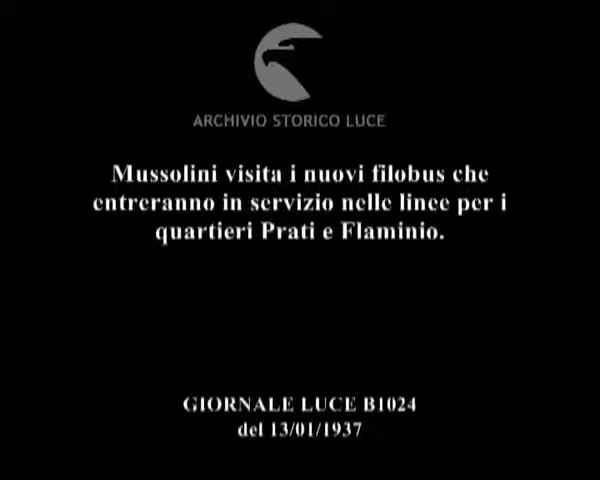 ARCHIVIO STORICO LUCE
Mussolini visita i nuovi filobus che
entreranno in servizio nelle linee per i
quartieri Prati e Flaminio.
GIORNALE LUCE B1024
del 13/01/1937